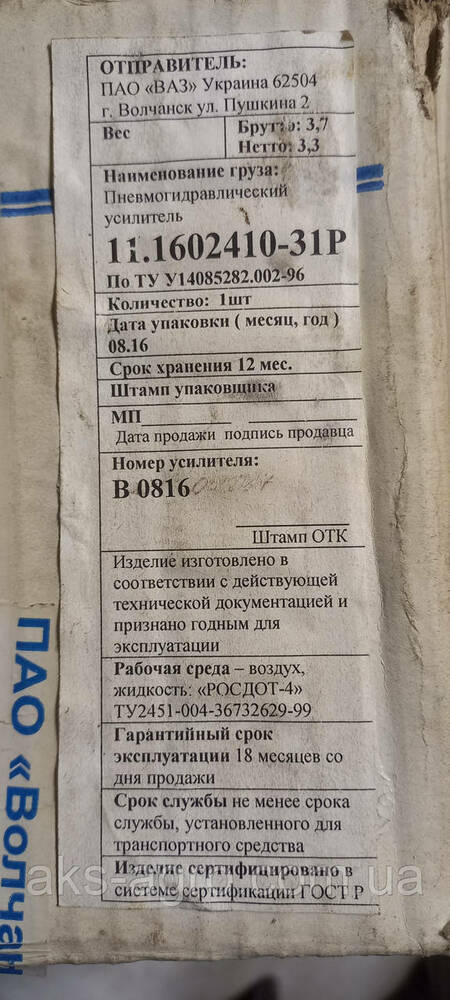 ОТПРАВИТЕЛЬ:
ПАО «ВАЗ» Украина 62504
г. Волчанск ул. Пушкина 2
Вес
Брутто: 3,7
Нетто: 3,3
Наименование груза:
Пневмогидравлический
усилитель
11.1602410-31Р
По ТУ У14085282.002-96
Количество: 1шт
Дата упаковки ( месяц, год )
08.16
Срок хранения 12 мес.
Штамп упаковщика
МП
Дата продажи подпись продавца
Номер усилителя:
В 0816
Штамп ОТК
Изделие изготовлено в
соответствии с действующей
технической документацией и
признано годным для
эксплуатации
Рабочая среда – воздух,
жидкость: «РОСДОТ-4»
ТУ2451-004-36732629-99
Гарантийный срок
эксплуатации 18 месяцев со
дня продажи
Срок службы не менее срока
службы, установленного для
транспортного средства
Изделие сертифицировано в
системе сертификации ГОСТ Р
ПАО «Волчан